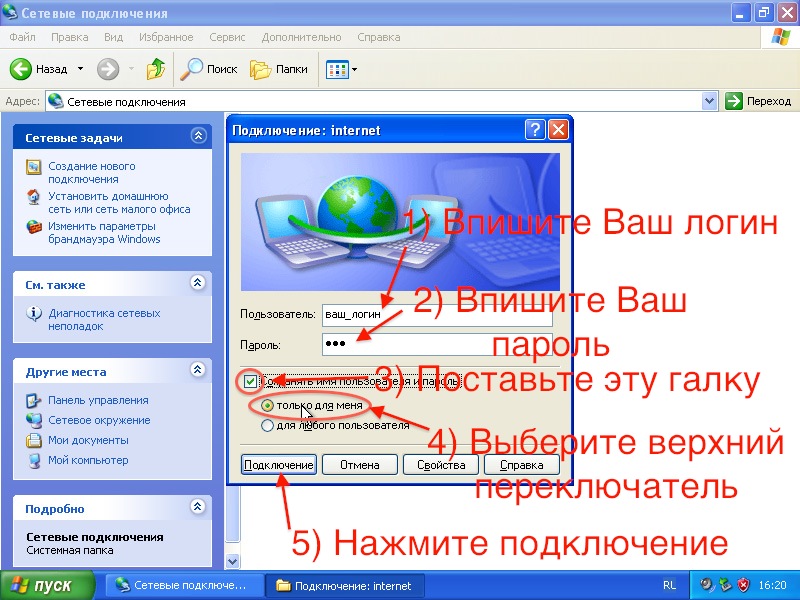 Сетевые подключения
Файл Правка Вид Избранное Сервис Дополнительно Справка
Назад Поиск Папки
Адрес: Сетевые подключения Переход
Сетевые задачи
Создание нового
подключения
Установить домашнюю
сеть или сеть малого офиса
Изменить параметры
брандмауэра Windows
См. также
Диагностика сетевых
неполадок
Другие места
Панель управления
Сетевое окружение
Мои документы
Мой компьютер
Подробно
Сетевые подключения
Системная папка
Подключение: internet
1) Впишите Ваш логин
Пользователь: ваш_логин
2) Впишите Ваш
пароль
Пароль: •••
Сохранять имя пользователя и пароль:
3) Поставьте эту галку
только для меня
для любого пользователя
4) Выберите верхний
переключатель
Подключение Отмена Свойства Справка
5) Нажмите подключение
пуск Сетевые подключе... Подключение: internet RL 16:20